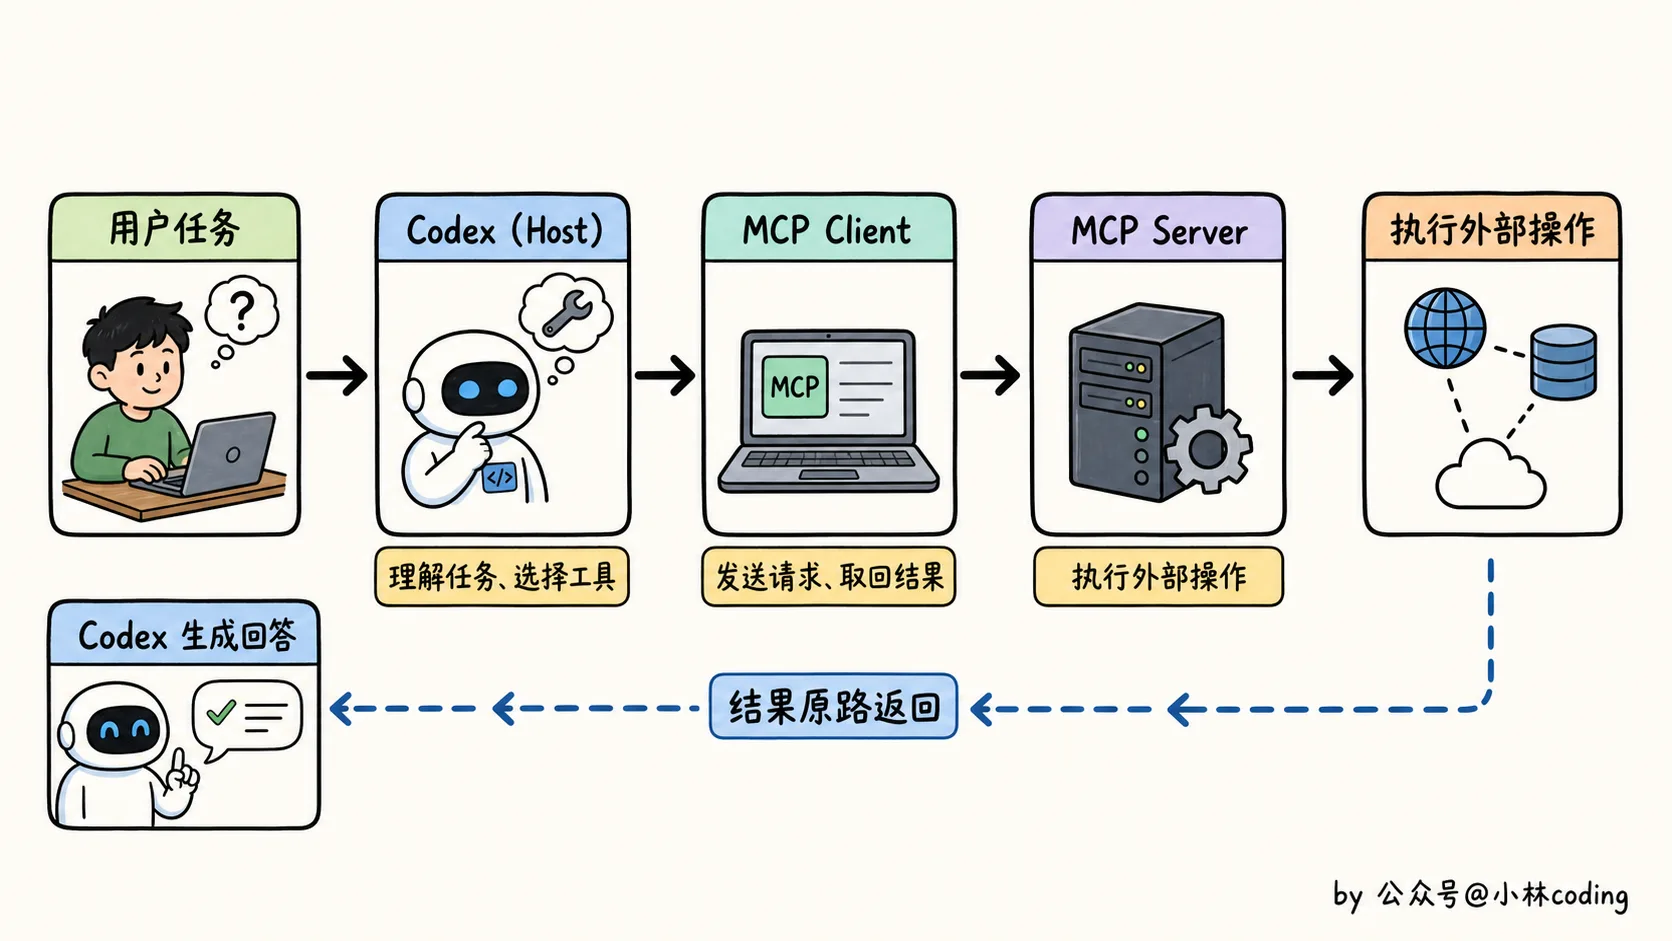 用户任务
Codex (Host)
MCP Client
MCP Server
执行外部操作
?
</>
MCP
理解任务、选择工具
发送请求、取回结果
执行外部操作
Codex 生成回答
结果原路返回
by 公众号@小林coding